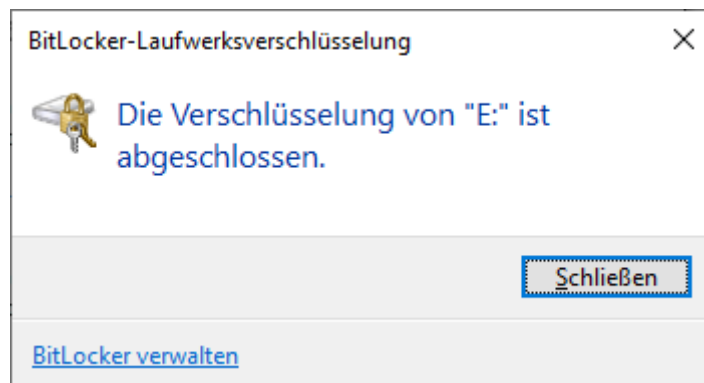 BitLocker-Laufwerksverschlüsselung
Die Verschlüsselung von "E:" ist
abgeschlossen.
Schließen
BitLocker verwalten